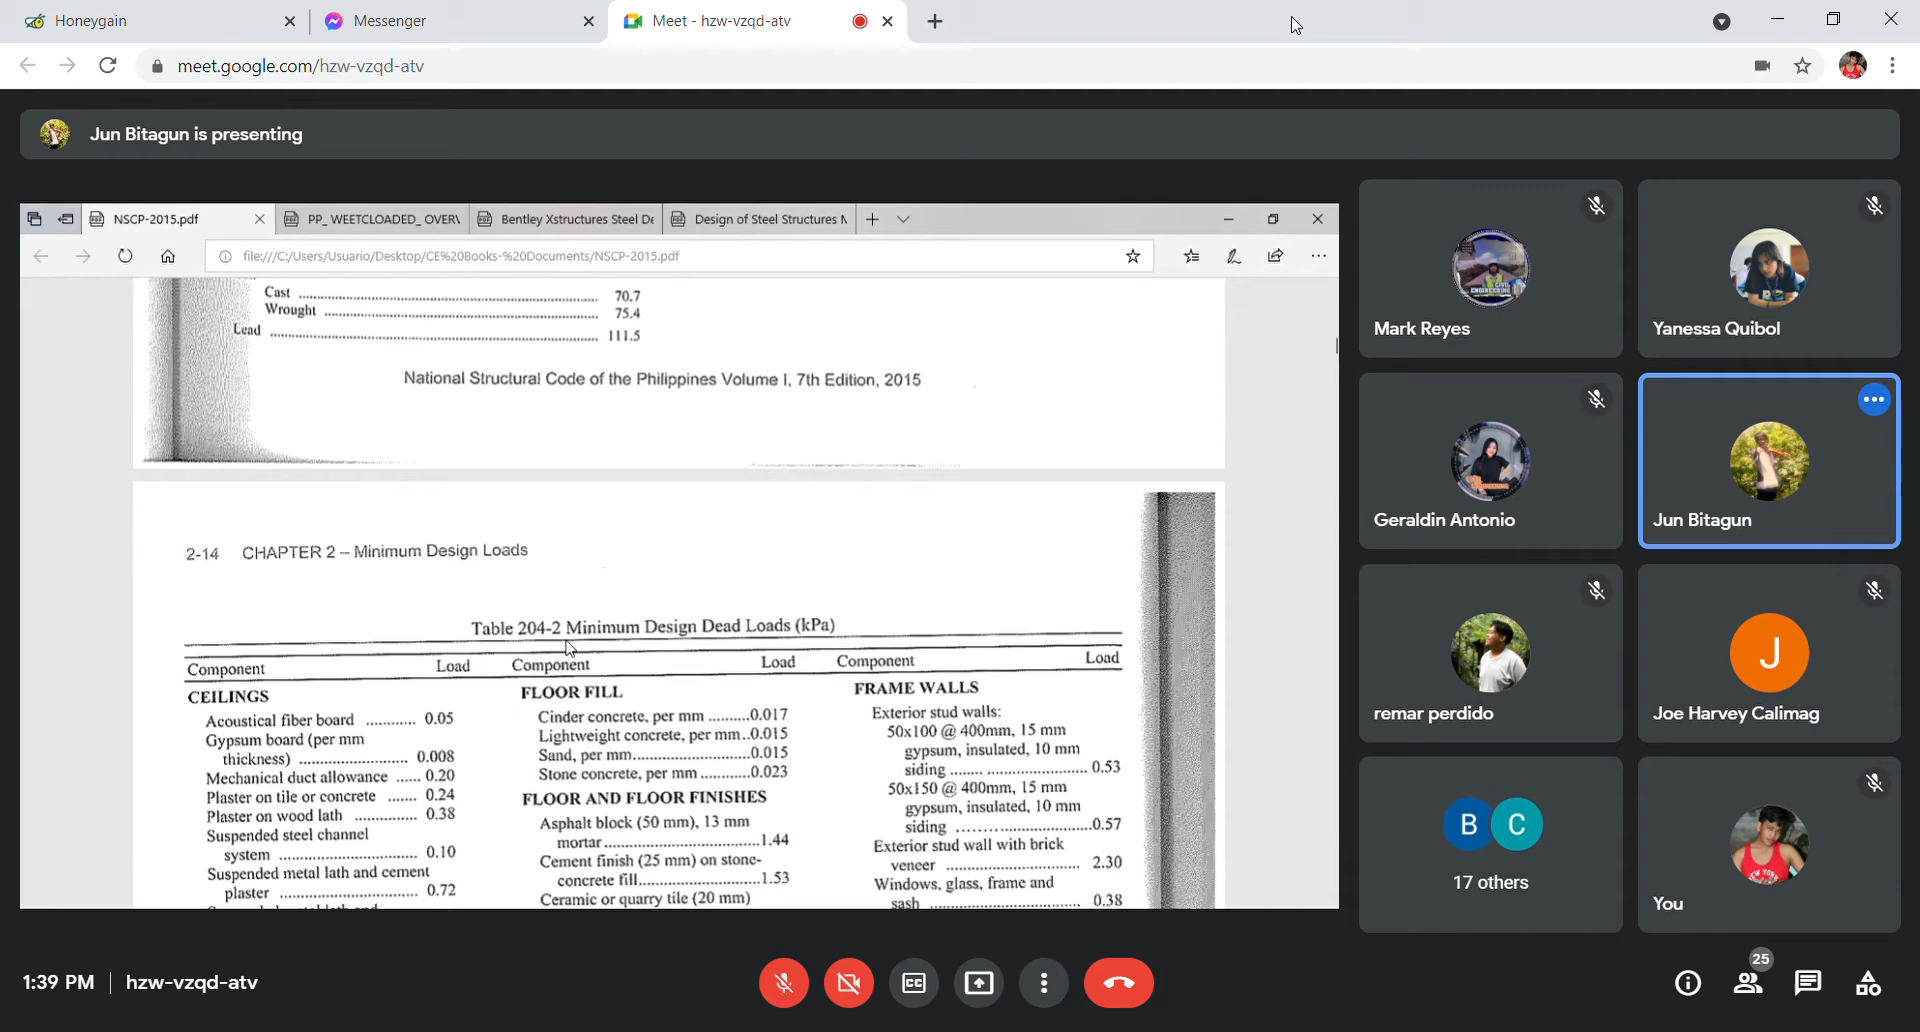 Honeygain
Messenger
Meet - hzw-vzqd-atv
meet.google.com/hzw-vzqd-atv
Jun Bitagun is presenting
NSCP-2015.pdf
PP_ WEETCLOADED_ OVERV
Bentley Xstructures Steel De
Design of Steel Structures N
file:///C:/Users/Usuario/Desktop/CE%20Books-%20Documents/NSCP-2015.pdf
Cast 70.7
Wrought 75.4
Lead 111.5
National Structural Code of the Philippines Volume I, 7th Edition, 2015
2-14 CHAPTER 2 – Minimum Design Loads
Table 204-2 Minimum Design Dead Loads (kPa)
Component Load Component Load Component Load
CEILINGS
Acoustical fiber board ........... 0.05
Gypsum board (per mm
thickness) ........................ 0.008
Mechanical duct allowance ...... 0.20
Plaster on tile or concrete ....... 0.24
Plaster on wood lath .............. 0.38
Suspended steel channel
system ............................... 0.10
Suspended metal lath and cement
plaster ............................... 0.72
FLOOR FILL
Cinder concrete, per mm .........0.017
Lightweight concrete, per mm..0.015
Sand, per mm.........................0.015
Stone concrete, per mm ...........0.023
FLOOR AND FLOOR FINISHES
Asphalt block (50 mm), 13 mm
mortar..................................1.44
Cement finish (25 mm) on stone-
concrete fill...........................1.53
Ceramic or quarry tile (20 mm)
FRAME WALLS
Exterior stud walls:
50x100 @ 400mm, 15 mm
gypsum, insulated, 10 mm
siding ............................... 0.53
50x150 @ 400mm, 15 mm
gypsum, insulated, 10 mm
siding ...............................0.57
Exterior stud wall with brick
veneer ............................... 2.30
Windows, glass, frame and
sash .................................. 0.38
Mark Reyes
Yanessa Quibol
Geraldin Antonio
Jun Bitagun
remar perdido
J
Joe Harvey Calimag
B C
17 others
You
1:39 PM | hzw-vzqd-atv
CC
25